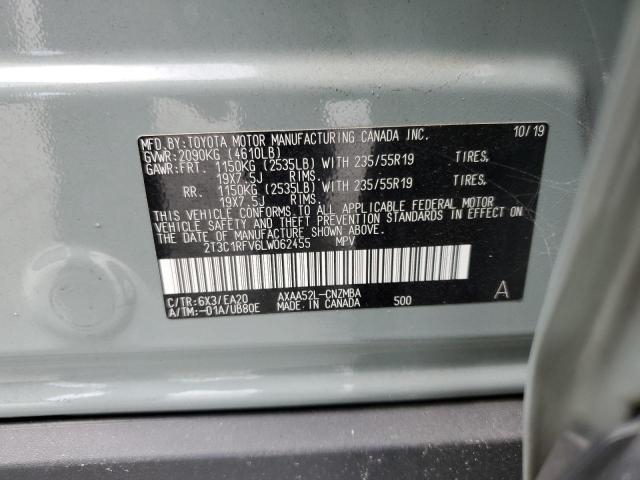 MFD.BY:TOYOTA MOTOR MANUFACTURING CANADA INC. 10/19
GVWR:2090KG (4610LB)
GAWR:FRT. 1150KG (2535LB) WITH 235/55R19 TIRES,
19X7.5J RIMS.
RR. 1150KG (2535LB) WITH 235/55R19 TIRES,
19X7.5J RIMS.
THIS VEHICLE CONFORMS TO ALL APPLICABLE FEDERAL MOTOR
VEHICLE SAFETY AND THEFT PREVENTION STANDARDS IN EFFECT
ON THE DATE OF MANUFACTURE SHOWN ABOVE.
2T3C1RFV6LW062455 MPV
C/TR:6X3/EA20 AXAA52L-CNZMBA
A/TM:-01A/UB80E MADE IN CANADA 500 A